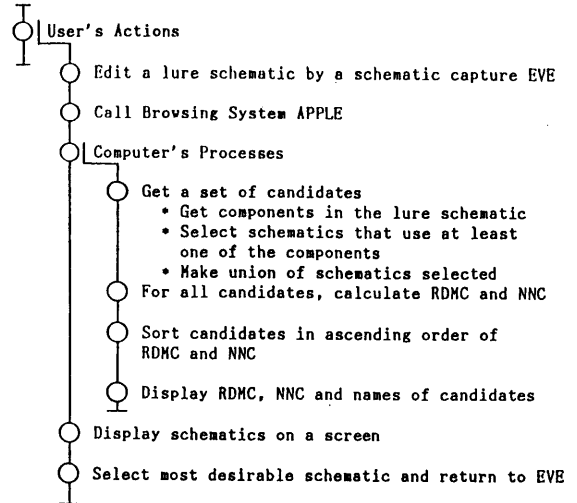 User's Actions
Edit a lure schematic by a schematic capture EVE
Call Browsing System APPLE
Computer's Processes
Get a set of candidates
* Get components in the lure schematic
* Select schematics that use at least
one of the components
* Make union of schematics selected
For all candidates, calculate RDMC and NNC
Sort candidates in ascending order of
RDMC and NNC
Display RDMC, NNC and names of candidates
Display schematics on a screen
Select most desirable schematic and return to EVE